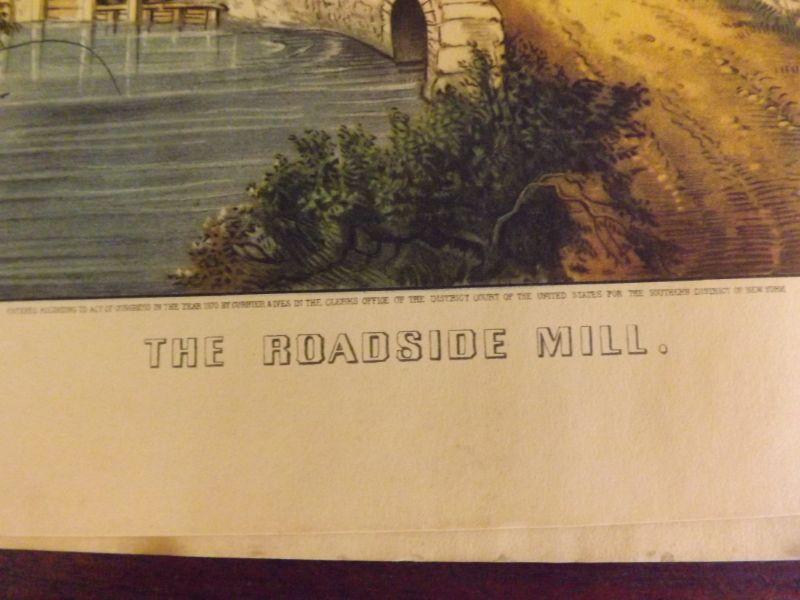 ENTERED ACCORDING TO ACT OF CONGRESS IN THE YEAR 1870 BY CURRIER & IVES IN THE CLERKS OFFICE OF THE DISTRICT COURT OF THE UNITED STATES FOR THE SOUTHERN DISTRICT OF NEW YORK
THE ROADSIDE MILL.